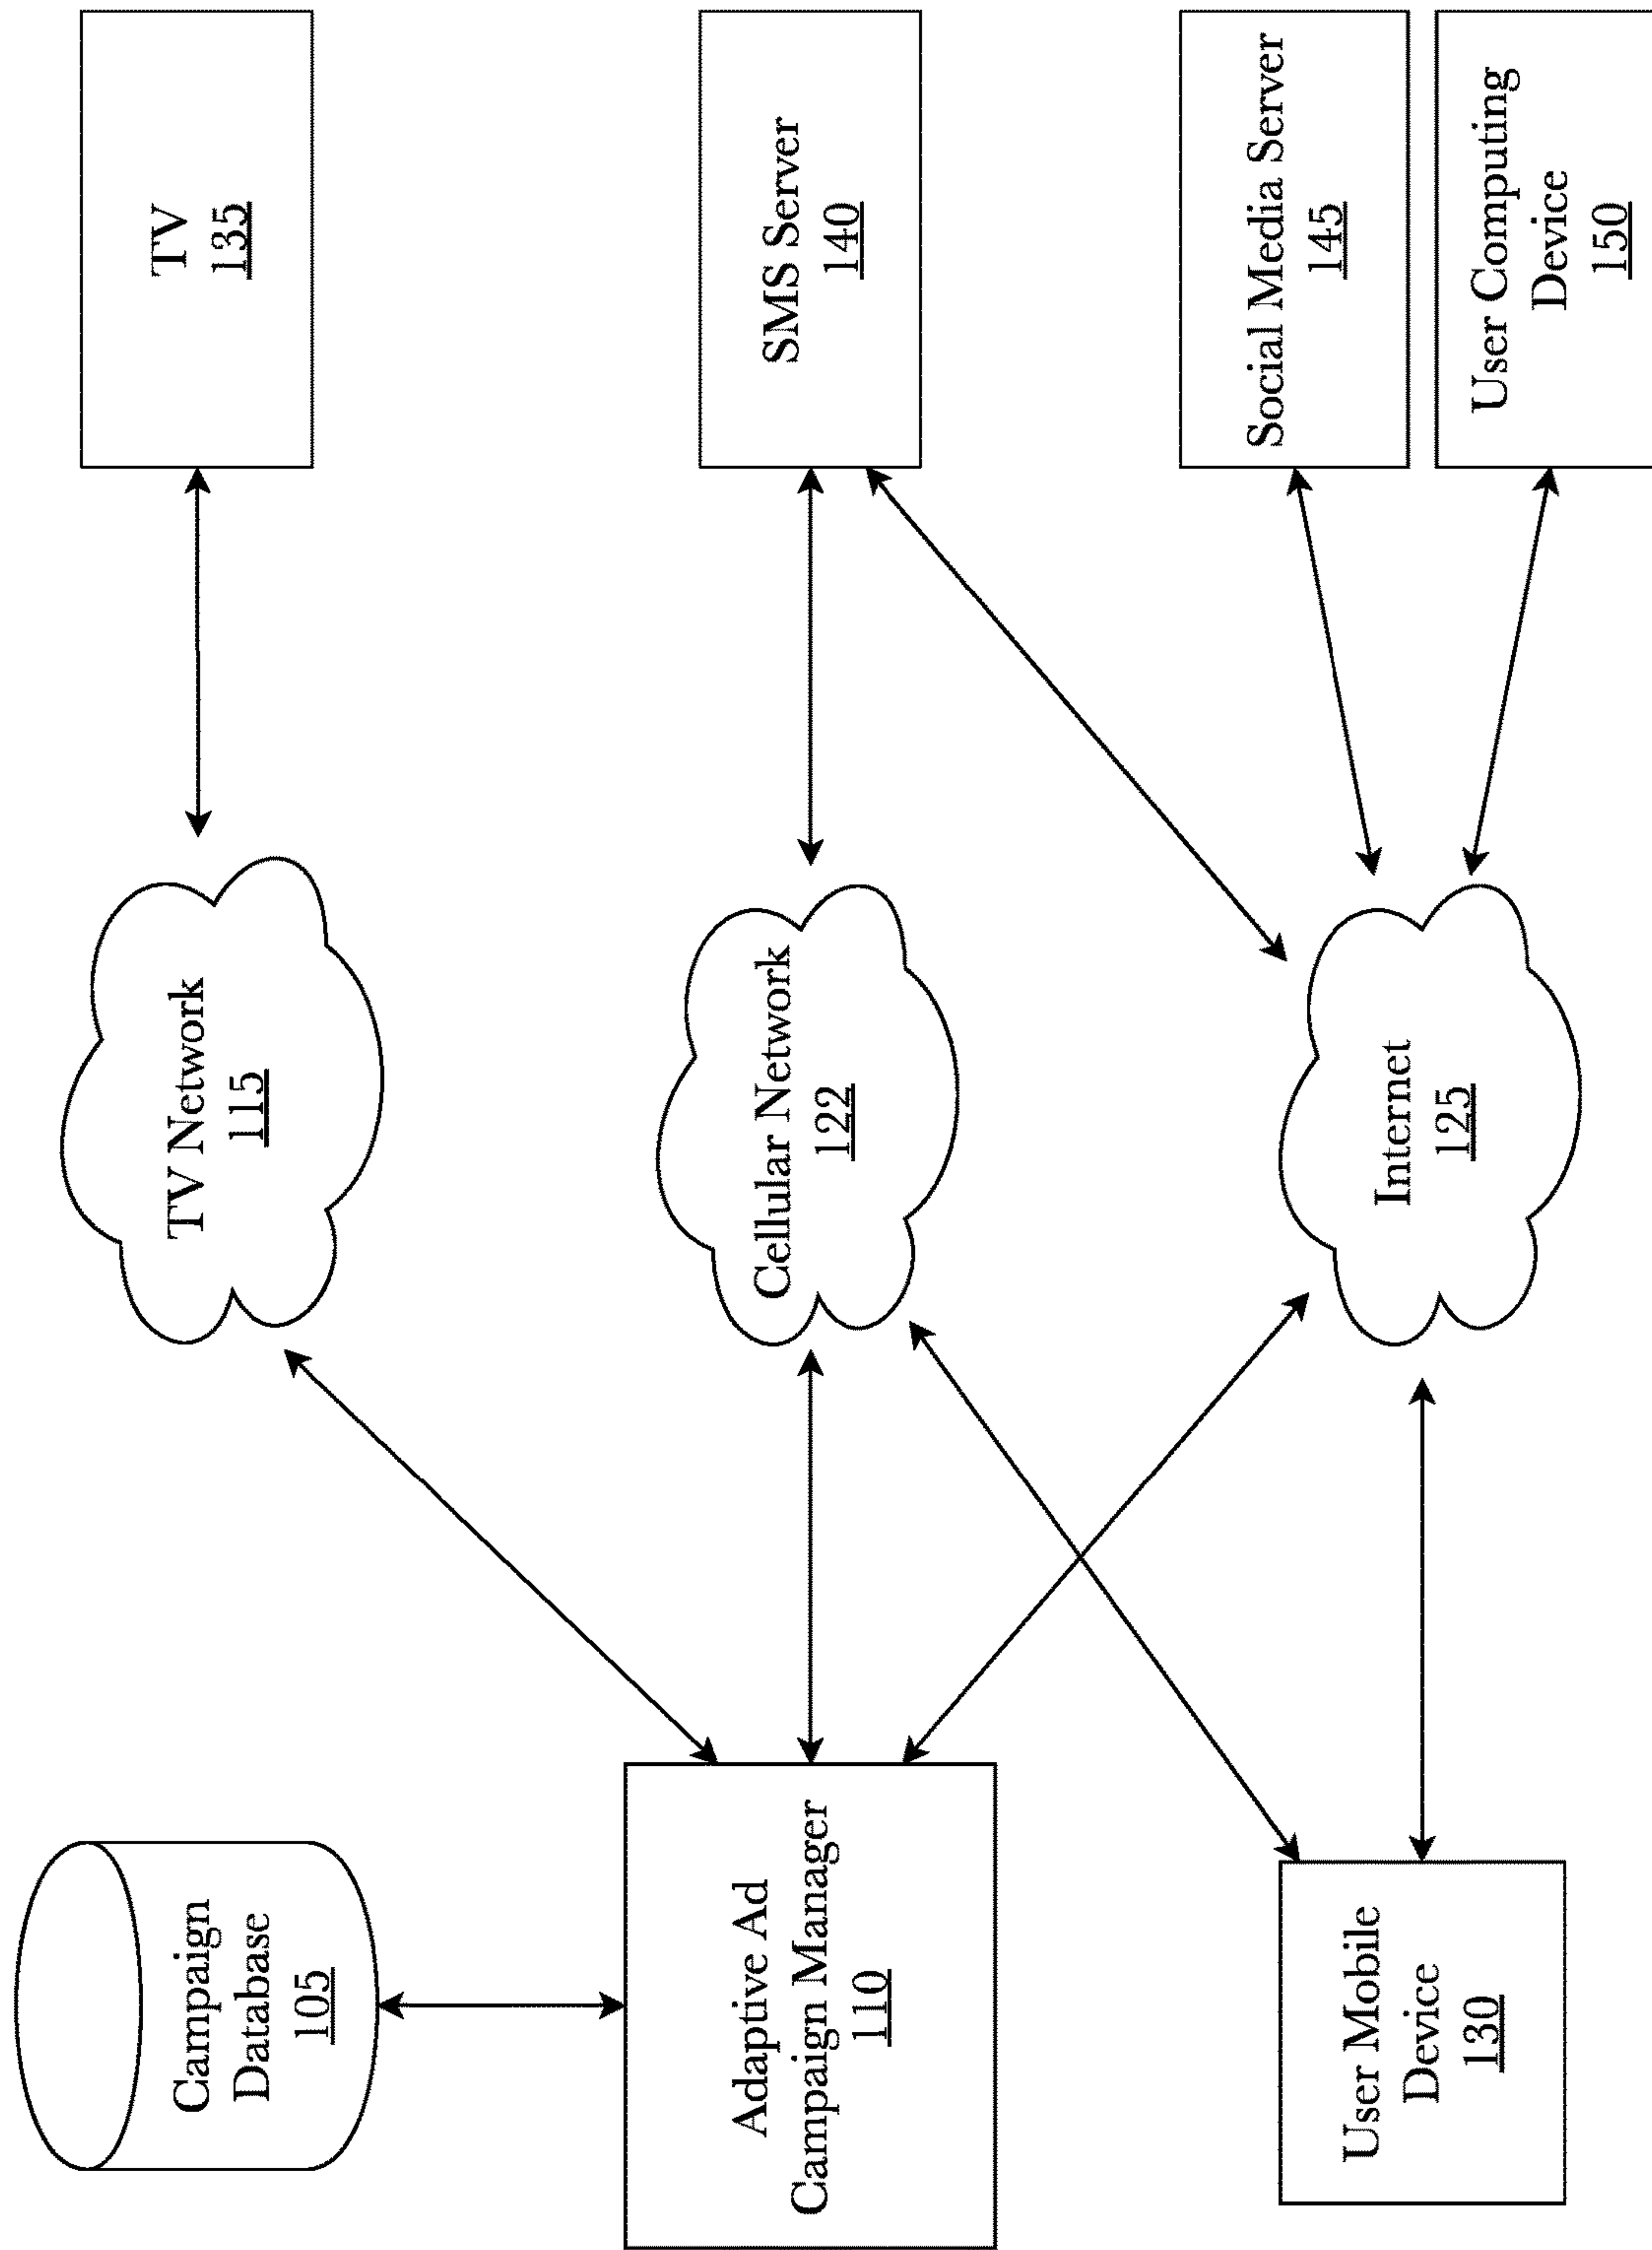 Campaign
Database
105
TV Network
115
TV
135
Adaptive Ad
Campaign Manager
110
Cellular Network
122
SMS Server
140
User Mobile
Device
130
Internet
125
Social Media Server
145
User Computing
Device
150